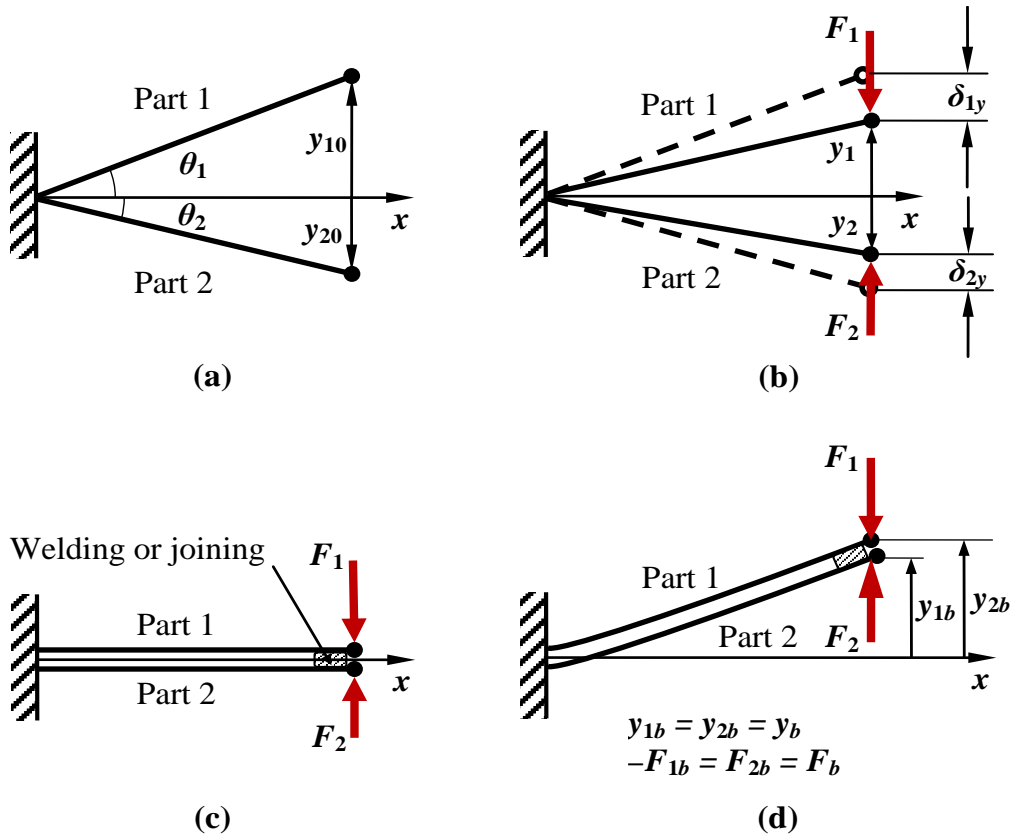 Part 1
θ1
y10
x
θ2
y20
Part 2
(a)
F1
δ1y
Part 1
y1
x
y2
Part 2
δ2y
F2
(b)
Welding or joining
F1
Part 1
x
Part 2
F2
(c)
F1
Part 1
y1b
y2b
Part 2
F2
x
y1b = y2b = yb
–F1b = F2b = Fb
(d)